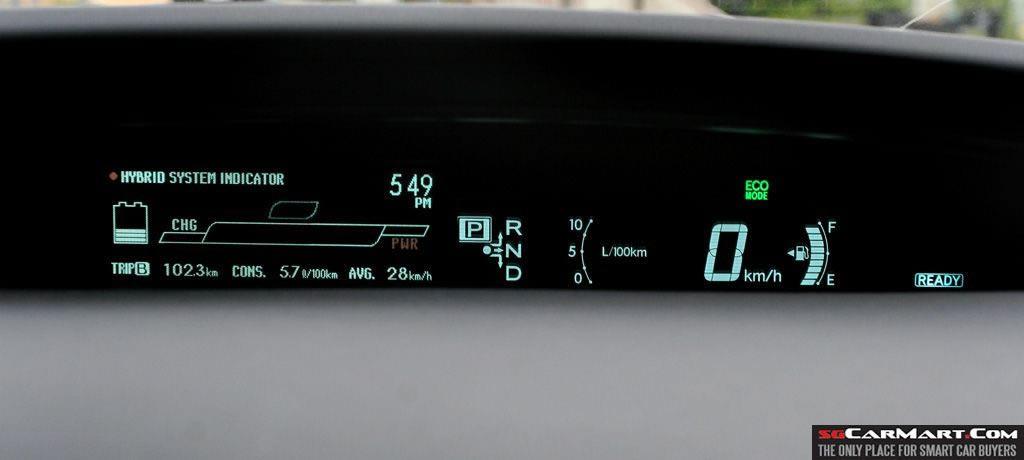 HYBRID SYSTEM INDICATOR
5 49
PM
CHG
PWR
TRIP B 102.3 km CONS. 5.7 ℓ/100km AVG. 28 km/h
P
R
N
D
10
5
0
L/100km
ECO
MODE
0 km/h
F
E
READY
sgCarMart.Com
THE ONLY PLACE FOR SMART CAR BUYERS